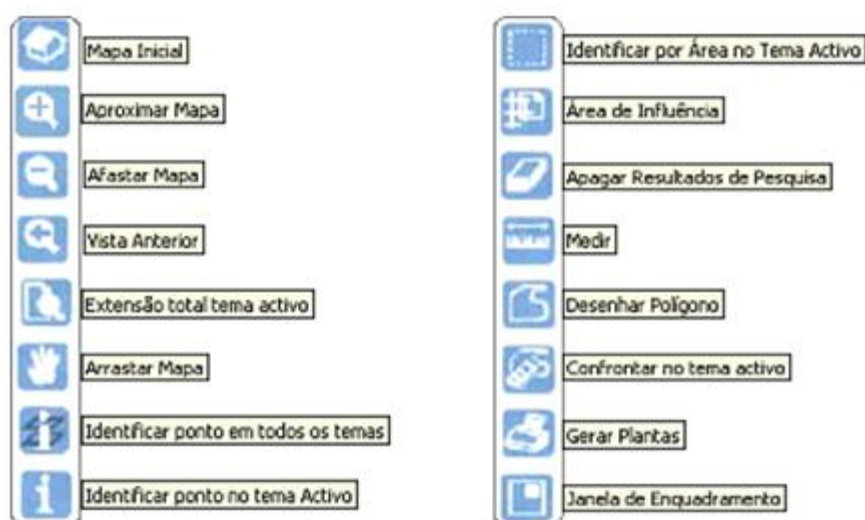 Mapa Inicial
Aproximar Mapa
Afastar Mapa
Vista Anterior
Extensão total tema activo
Arrastar Mapa
Identificar ponto em todos os temas
Identificar ponto no tema Activo
Identificar por Área no Tema Activo
Área de Influência
Apagar Resultados de Pesquisa
Medir
Desenhar Polígono
Confrontar no tema activo
Gerar Plantas
Janela de Enquadramento